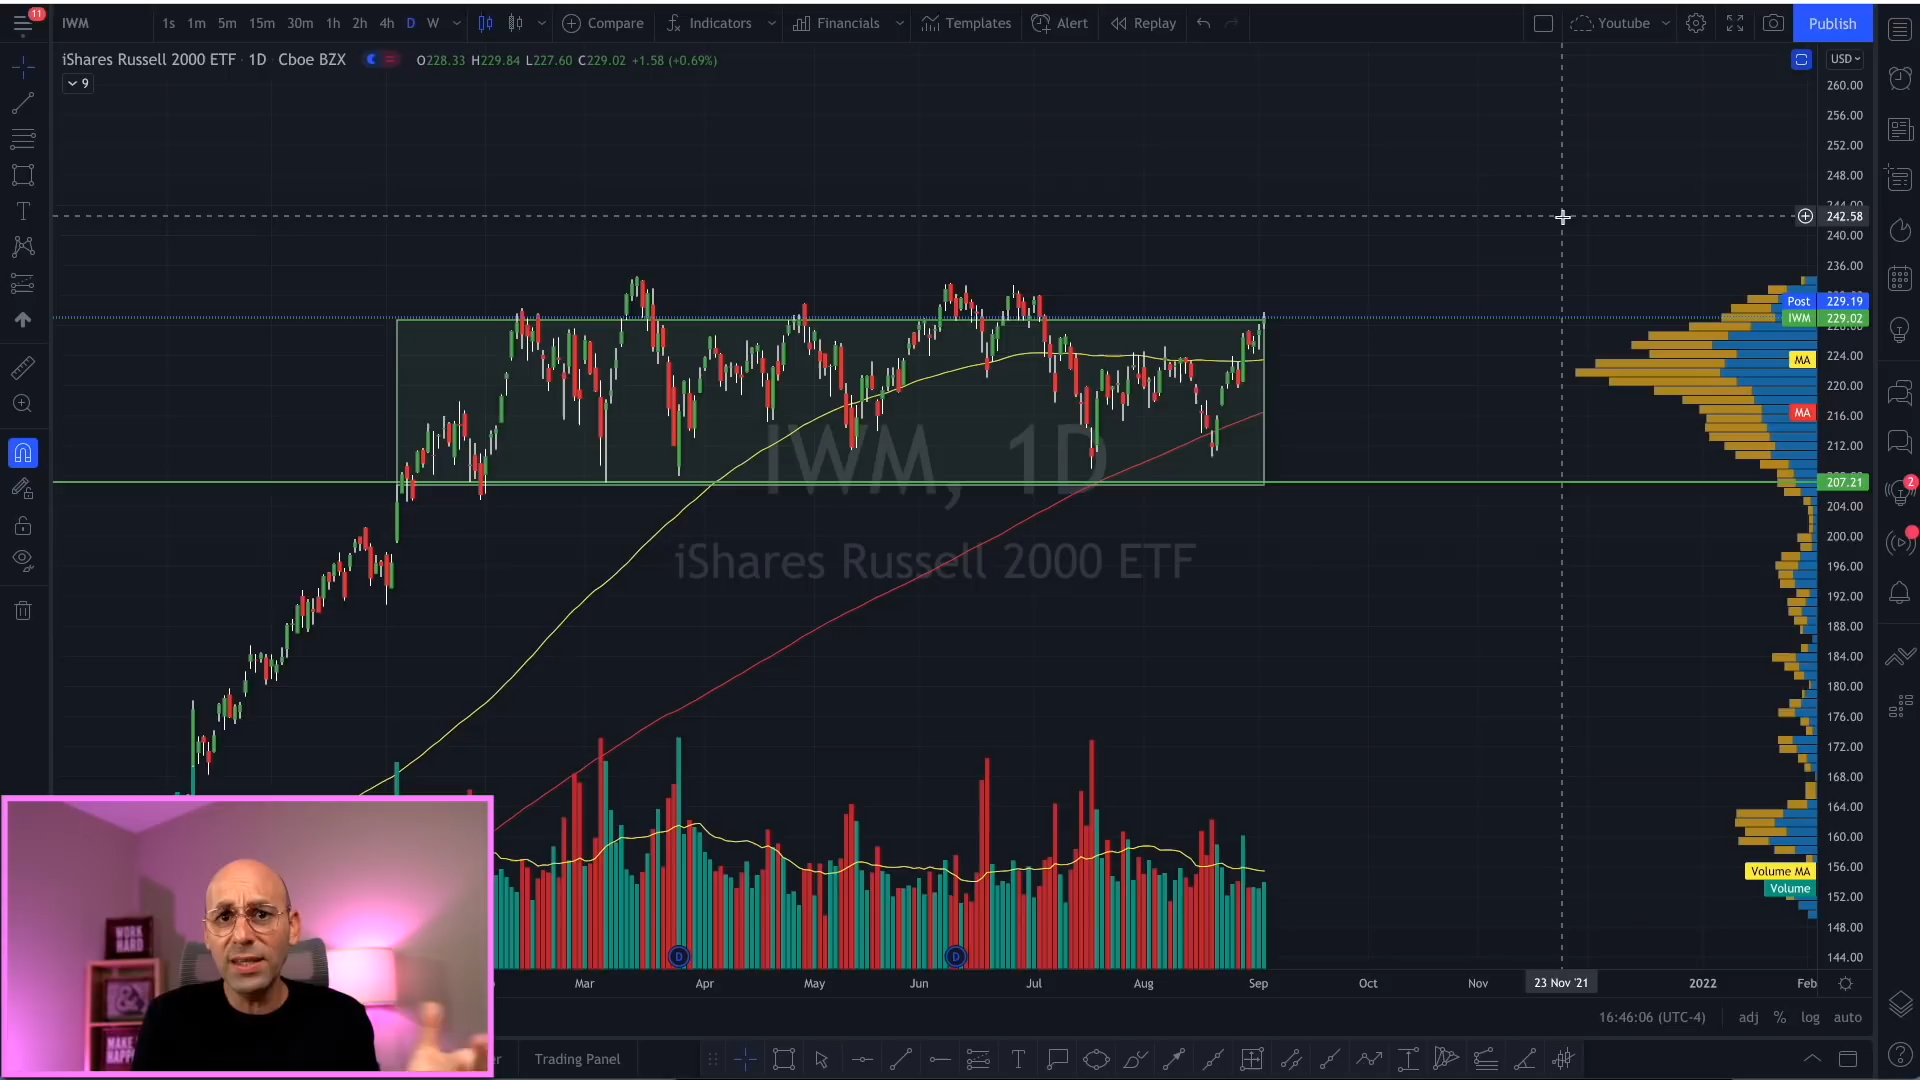 11
IWM 1s 1m 5m 15m 30m 1h 2h 4h D W Compare Indicators Financials Templates Alert Replay Youtube Publish
iShares Russell 2000 ETF · 1D · Cboe BZX O228.33 H229.84 L227.60 C229.02 +1.58 (+0.69%) USD
9
260.00
256.00
252.00
248.00
244.00
242.58
240.00
236.00
Post 229.19
IWM 229.02
228.00
224.00
MA
220.00
216.00
MA
212.00
207.21
204.00
200.00
196.00
192.00
188.00
184.00
180.00
176.00
172.00
168.00
164.00
160.00
156.00
Volume MA
Volume
152.00
148.00
144.00
IWM, 1D
iShares Russell 2000 ETF
2
WORK
HARD
&
D D
Mar Apr May Jun Jul Aug Sep Oct Nov 23 Nov '21 2022 Feb
16:46:06 (UTC-4) adj % log auto
Trading Panel